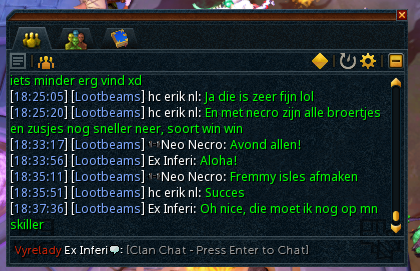 iets minder erg vind xd
[18:25:05] [Lootbeams] hc erik nl: Ja die is zeer fijn lol
[18:25:20] [Lootbeams] hc erik nl: En met necro zijn alle broertjes
en zusjes nog sneller neer, soort win win
[18:33:17] [Lootbeams] Neo Necro: Avond allen!
[18:33:56] [Lootbeams] Ex Inferi: Aloha!
[18:35:11] [Lootbeams] Neo Necro: Fremmy isles afmaken
[18:35:51] [Lootbeams] hc erik nl: Succes
[18:37:36] [Lootbeams] Ex Inferi: Oh nice, die moet ik nog op mn
skiller
Vyrelady Ex Inferi: [Clan Chat - Press Enter to Chat]